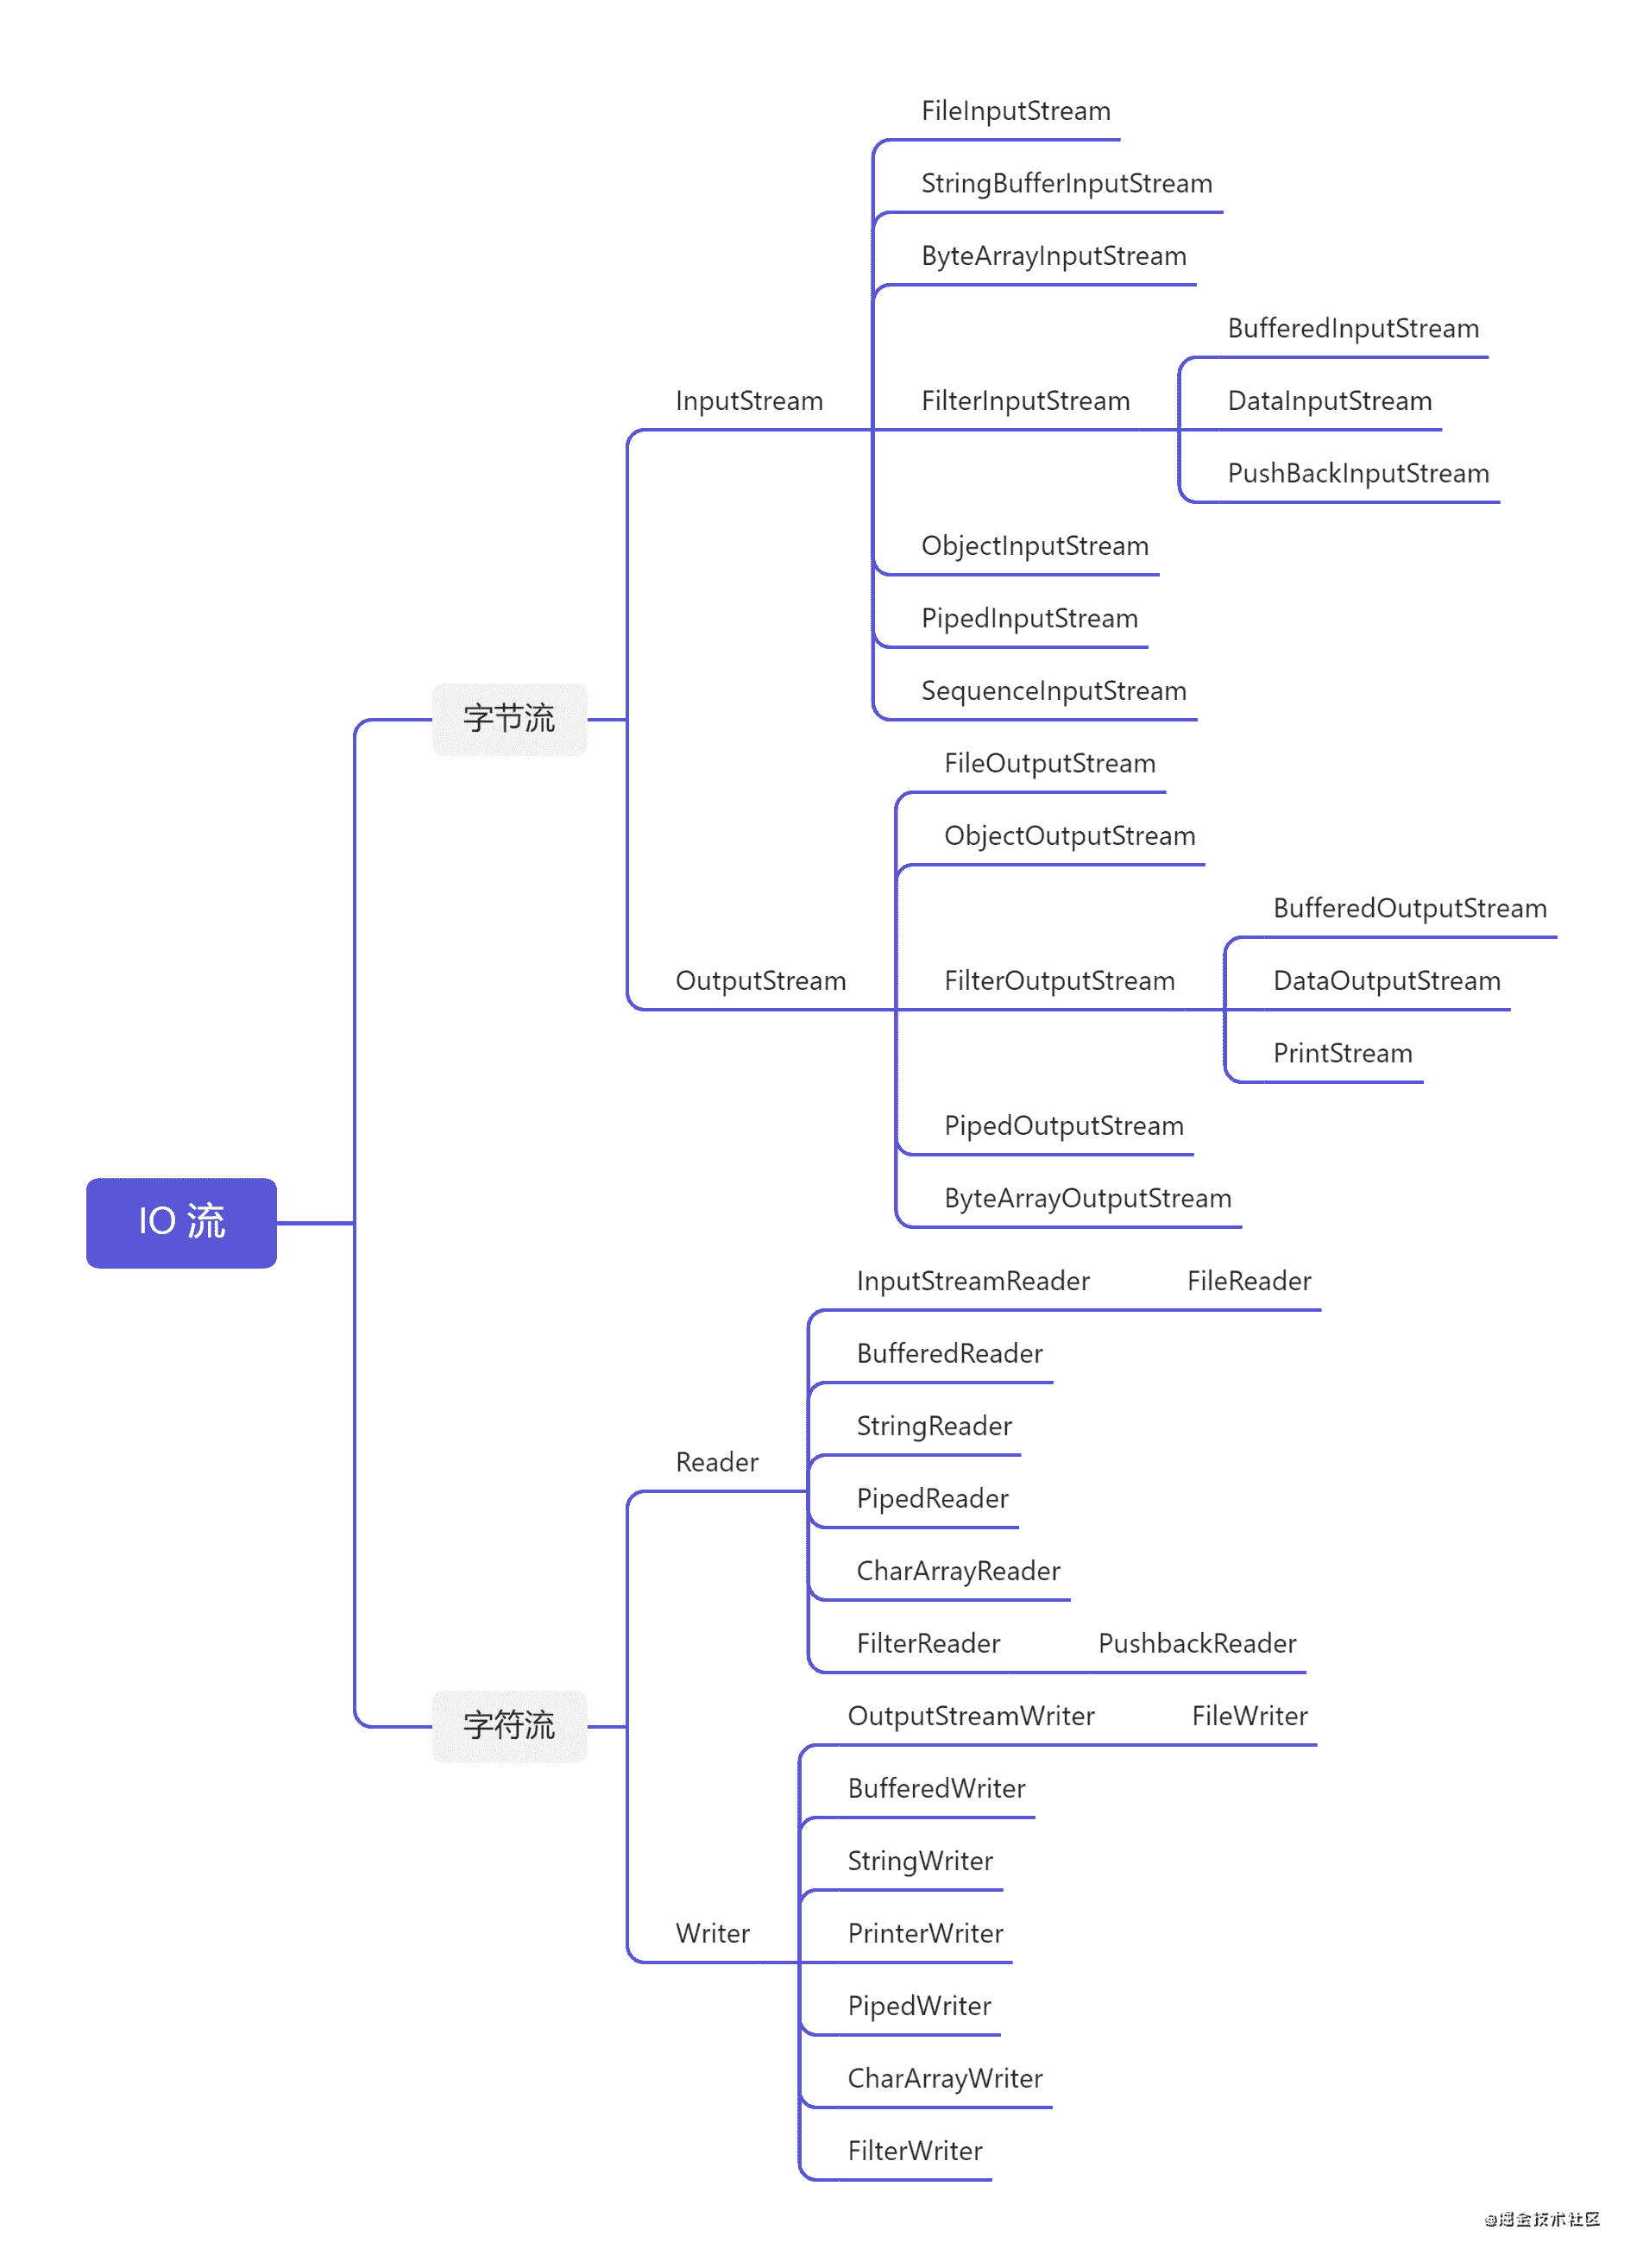 FileInputStream
StringBufferInputStream
ByteArrayInputStream
BufferedInputStream
InputStream
FilterInputStream
DataInputStream
PushBackInputStream
ObjectInputStream
PipedInputStream
SequenceInputStream
字节流
FileOutputStream
ObjectOutputStream
BufferedOutputStream
OutputStream
FilterOutputStream
DataOutputStream
PrintStream
PipedOutputStream
ByteArrayOutputStream
IO 流
InputStreamReader
FileReader
BufferedReader
StringReader
Reader
PipedReader
CharArrayReader
FilterReader
PushbackReader
字符流
OutputStreamWriter
FileWriter
BufferedWriter
StringWriter
Writer
PrinterWriter
PipedWriter
CharArrayWriter
FilterWriter
@掘金技术社区